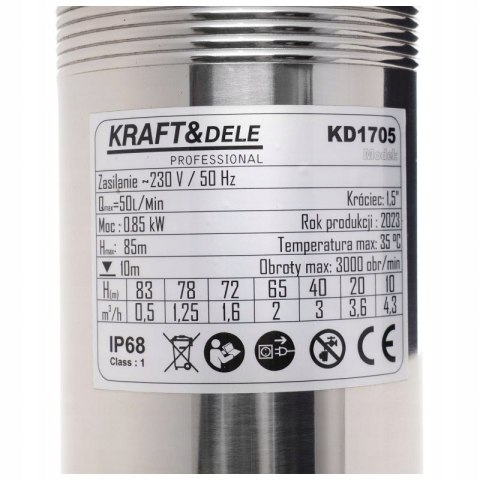 KRAFT&DELE KD1705
PROFESSIONAL Model:
Zasilanie ~230 V / 50 Hz
Qmax=50L/Min Króciec: 1,5"
Moc : 0.85 kW Rok produkcji : 2023
Hmax: 85m Temperatura max: 35 ºC
10m Obroty max: 3000 obr/min
H(m) 83 78 72 65 40 20 10
m³/h 0,5 1,25 1,6 2 3 3,6 4,3
IP68
Class : 1
CE